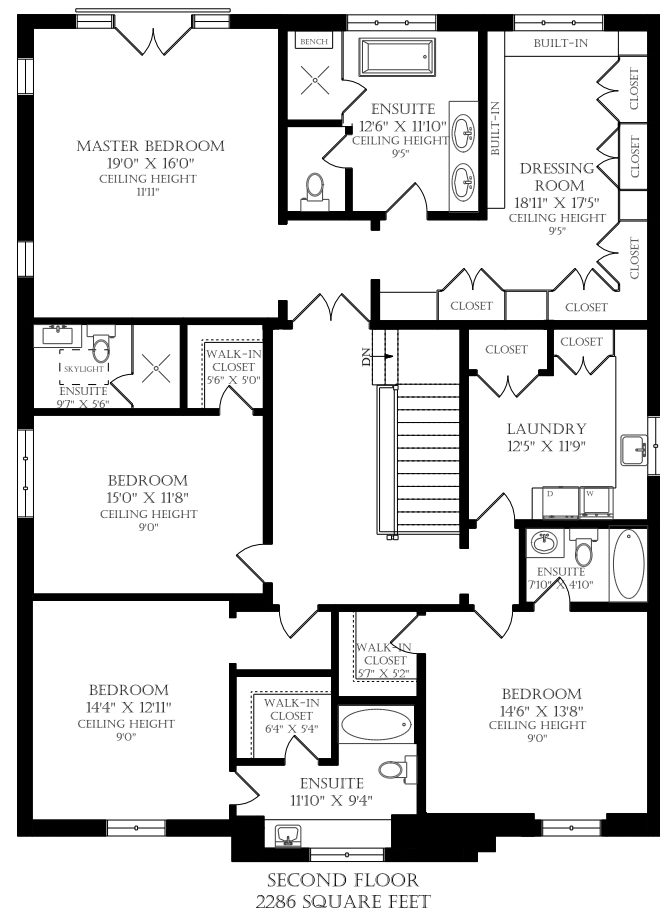 BENCH
BUILT-IN
CLOSET
MASTER BEDROOM
19'0" X 16'0"
CEILING HEIGHT
11'11"
ENSUITE
12'6" X 11'10"
CEILING HEIGHT
9'5"
BUILT-IN
CLOSET
DRESSING
ROOM
18'11" X 17'5"
CEILING HEIGHT
9'5"
CLOSET
CLOSET
CLOSET
SKYLIGHT
ENSUITE
9'7" X 5'6"
WALK-IN
CLOSET
5'6" X 5'0"
DN
CLOSET
CLOSET
LAUNDRY
12'5" X 11'9"
BEDROOM
15'0" X 11'8"
CEILING HEIGHT
9'0"
D
W
ENSUITE
7'10" X 4'10"
WALK-IN
CLOSET
5'7" X 5'2"
BEDROOM
14'4" X 12'11"
CEILING HEIGHT
9'0"
WALK-IN
CLOSET
6'4" X 5'4"
BEDROOM
14'6" X 13'8"
CEILING HEIGHT
9'0"
ENSUITE
11'10" X 9'4"
SECOND FLOOR
2286 SQUARE FEET